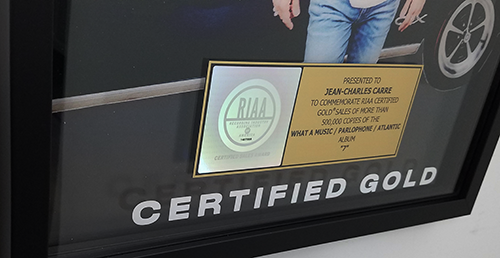 RIAA
PRESENTED TO
JEAN-CHARLES CARRE
TO COMMEMORATE RIAA CERTIFIED
GOLD® SALES OF MORE THAN
500,000 COPIES OF THE
WHAT A MUSIC / PARLOPHONE / ATLANTIC
ALBUM
"7"
CERTIFIED GOLD